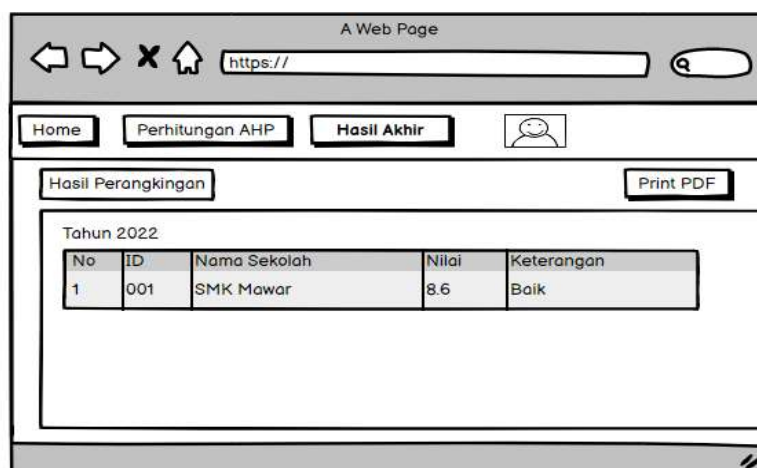 A Web Page
https://
Home Perhitungan AHP Hasil Akhir
Hasil Perangkingan Print PDF
Tahun 2022
No ID Nama Sekolah Nilai Keterangan
1 001 SMK Mawar 8.6 Baik